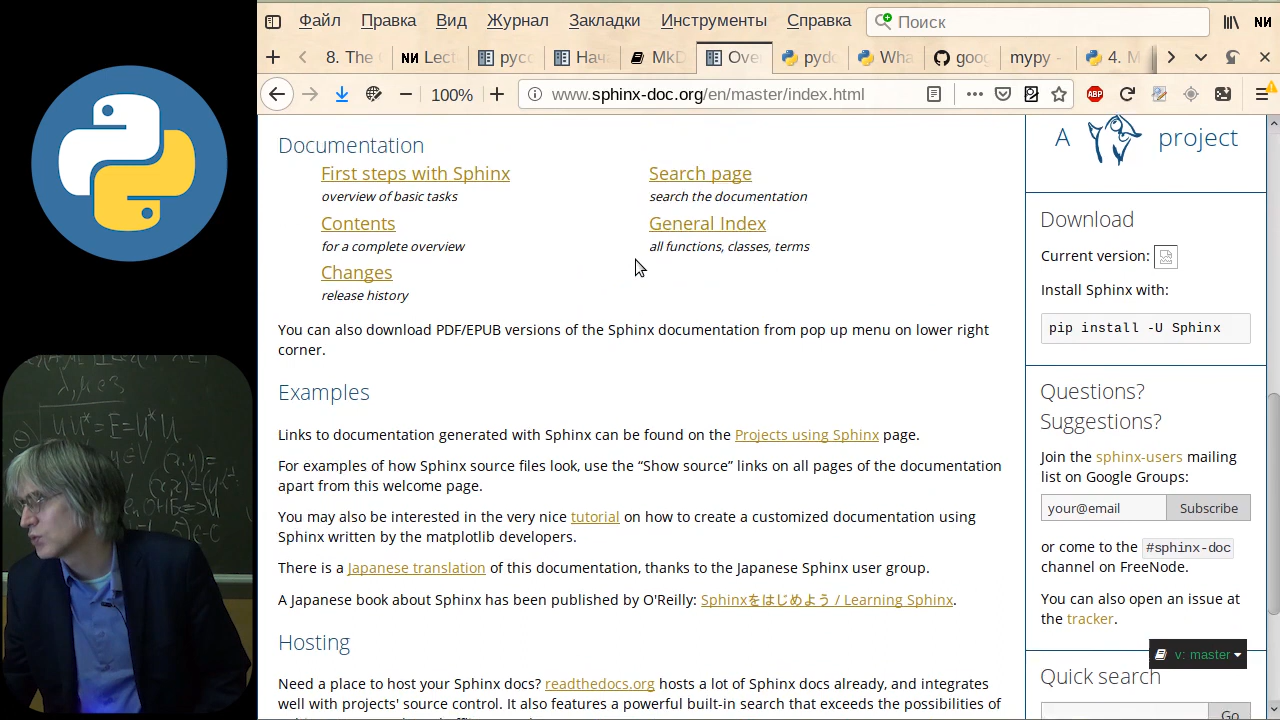 Файл Правка Вид Журнал Закладки Инструменты Справка Поиск
8. The Lect русс Нача MkD Ove pydo Wha goog mypy - 4. M
100% www.sphinx-doc.org/en/master/index.html
Documentation
First steps with Sphinx
overview of basic tasks
Contents
for a complete overview
Changes
release history
Search page
search the documentation
General Index
all functions, classes, terms
You can also download PDF/EPUB versions of the Sphinx documentation from pop up menu on lower right
corner.
Examples
Links to documentation generated with Sphinx can be found on the Projects using Sphinx page.
For examples of how Sphinx source files look, use the “Show source” links on all pages of the documentation
apart from this welcome page.
You may also be interested in the very nice tutorial on how to create a customized documentation using
Sphinx written by the matplotlib developers.
There is a Japanese translation of this documentation, thanks to the Japanese Sphinx user group.
A Japanese book about Sphinx has been published by O'Reilly: Sphinxをはじめよう / Learning Sphinx.
Hosting
Need a place to host your Sphinx docs? readthedocs.org hosts a lot of Sphinx docs already, and integrates
well with projects' source control. It also features a powerful built-in search that exceeds the possibilities of
A project
Download
Current version:
Install Sphinx with:
pip install -U Sphinx
Questions?
Suggestions?
Join the sphinx-users mailing
list on Google Groups:
your@email Subscribe
or come to the #sphinx-doc
channel on FreeNode.
You can also open an issue at
the tracker.
v: master
Quick search
Go